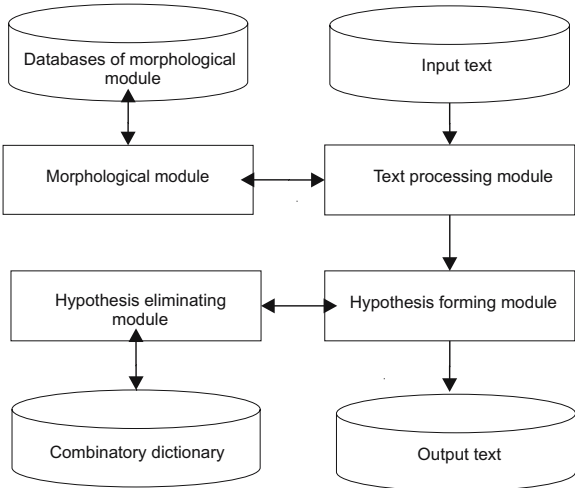 Databases of morphological
module
Input text
Morphological module
Text processing module
Hypothesis eliminating
module
Hypothesis forming module
Combinatory dictionary
Output text